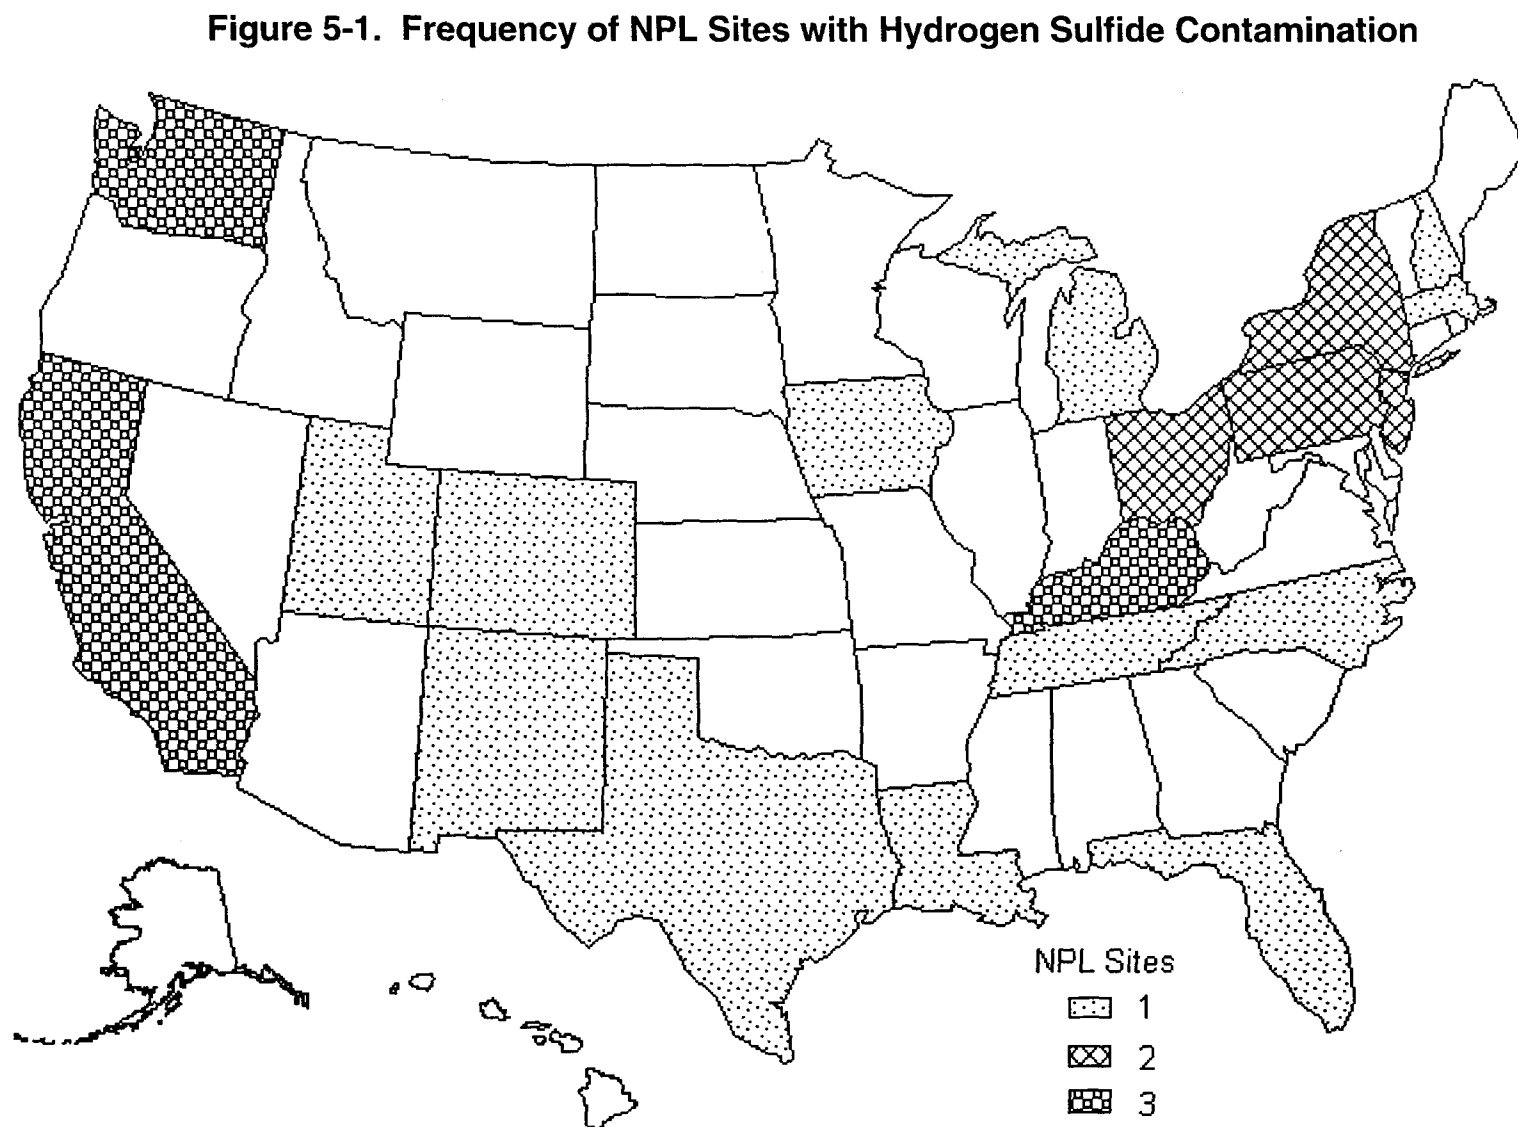 Figure 5-1. Frequency of NPL Sites with Hydrogen Sulfide Contamination
NPL Sites
1
2
3